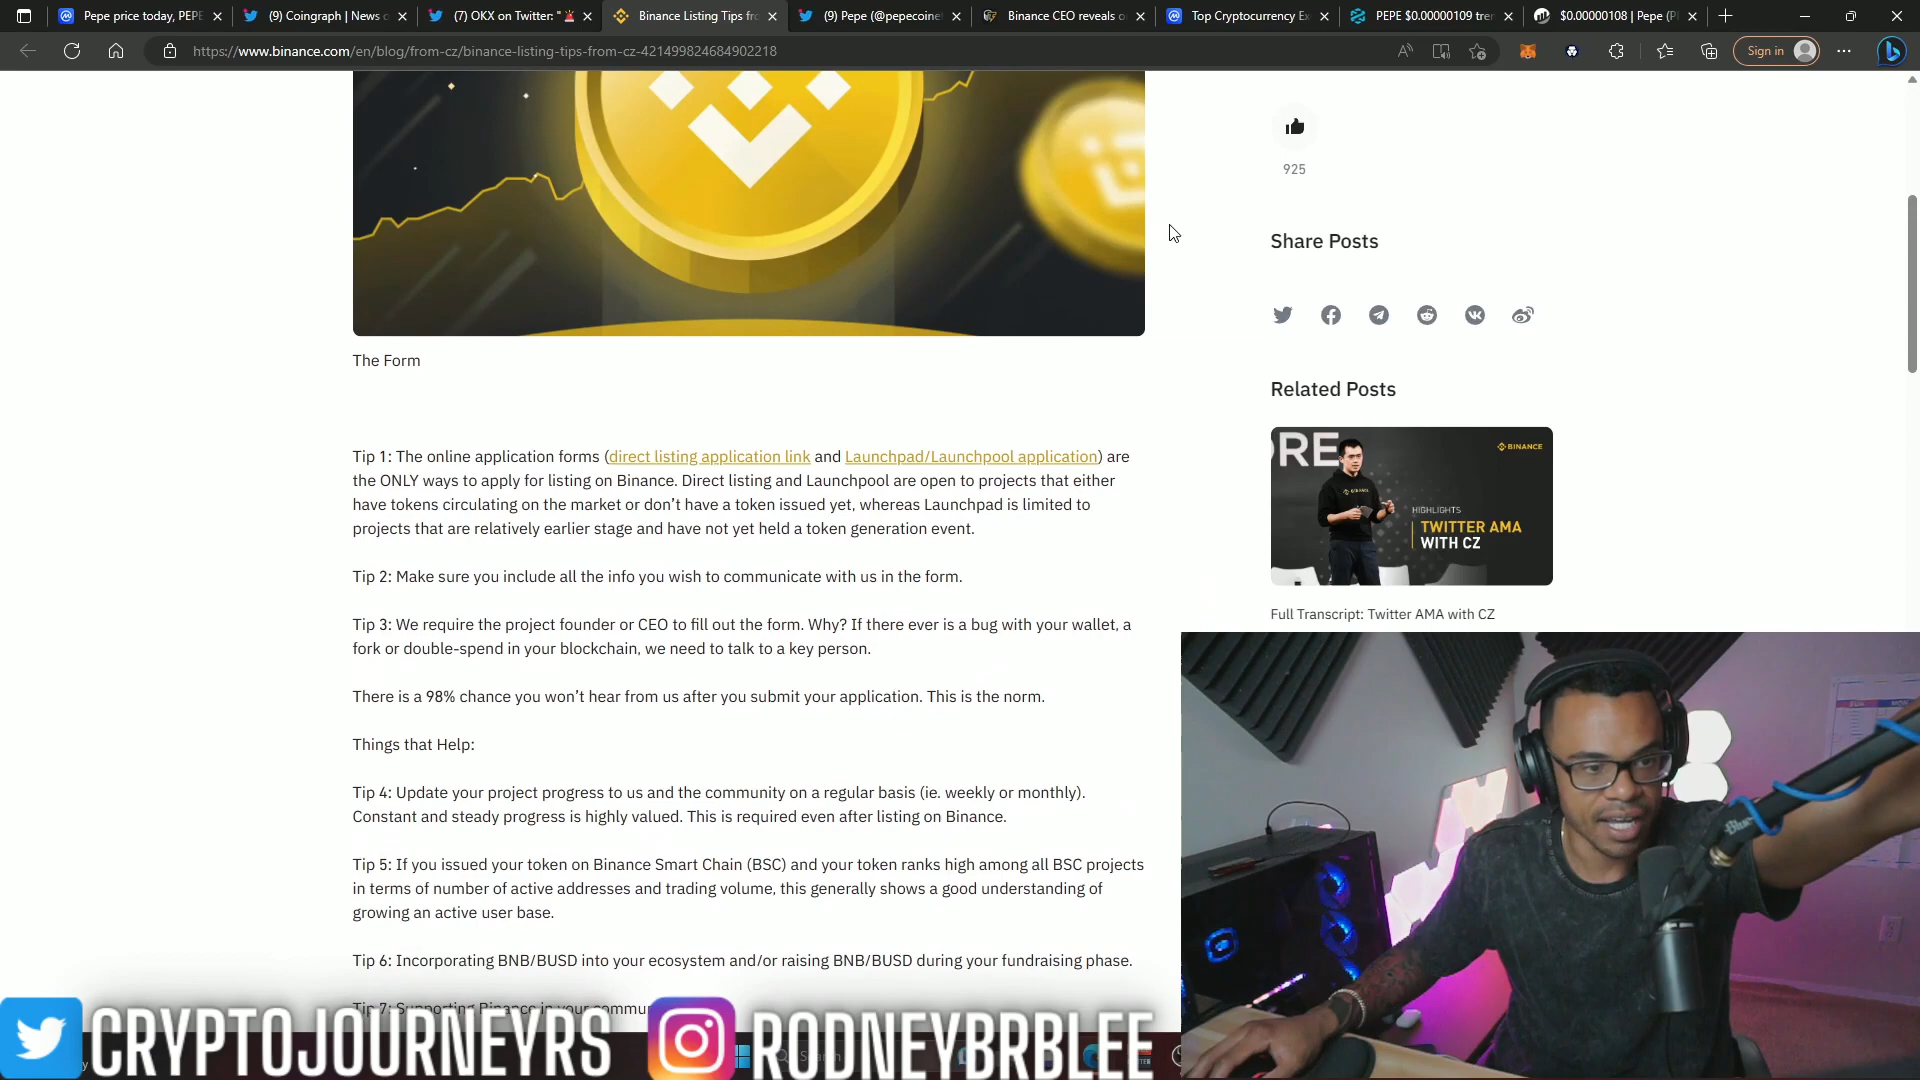 Pepe price today, PEPE
(9) Coingraph | News o
(7) OKX on Twitter: "
Binance Listing Tips fro
(9) Pepe (@pepecoinet
Binance CEO reveals o
Top Cryptocurrency Ex
PEPE $0.00000109 tren
$0.00000108 | Pepe (P
https://www.binance.com/en/blog/from-cz/binance-listing-tips-from-cz-421499824684902218
Sign in
925
Share Posts
The Form
Related Posts
Tip 1: The online application forms (direct listing application link and Launchpad/Launchpool application) are
the ONLY ways to apply for listing on Binance. Direct listing and Launchpool are open to projects that either
have tokens circulating on the market or don't have a token issued yet, whereas Launchpad is limited to
projects that are relatively earlier stage and have not yet held a token generation event.
RE
BINANCE
HIGHLIGHTS
TWITTER AMA
WITH CZ
Full Transcript: Twitter AMA with CZ
Tip 2: Make sure you include all the info you wish to communicate with us in the form.
Tip 3: We require the project founder or CEO to fill out the form. Why? If there ever is a bug with your wallet, a
fork or double-spend in your blockchain, we need to talk to a key person.
There is a 98% chance you won't hear from us after you submit your application. This is the norm.
Things that Help:
Tip 4: Update your project progress to us and the community on a regular basis (ie. weekly or monthly).
Constant and steady progress is highly valued. This is required even after listing on Binance.
Tip 5: If you issued your token on Binance Smart Chain (BSC) and your token ranks high among all BSC projects
in terms of number of active addresses and trading volume, this generally shows a good understanding of
growing an active user base.
Tip 6: Incorporating BNB/BUSD into your ecosystem and/or raising BNB/BUSD during your fundraising phase.
Tip 7: Supporting Binance in your commu
CRYPTOJOURNEYRS
RODNEYBRBLEE
Search
Blue